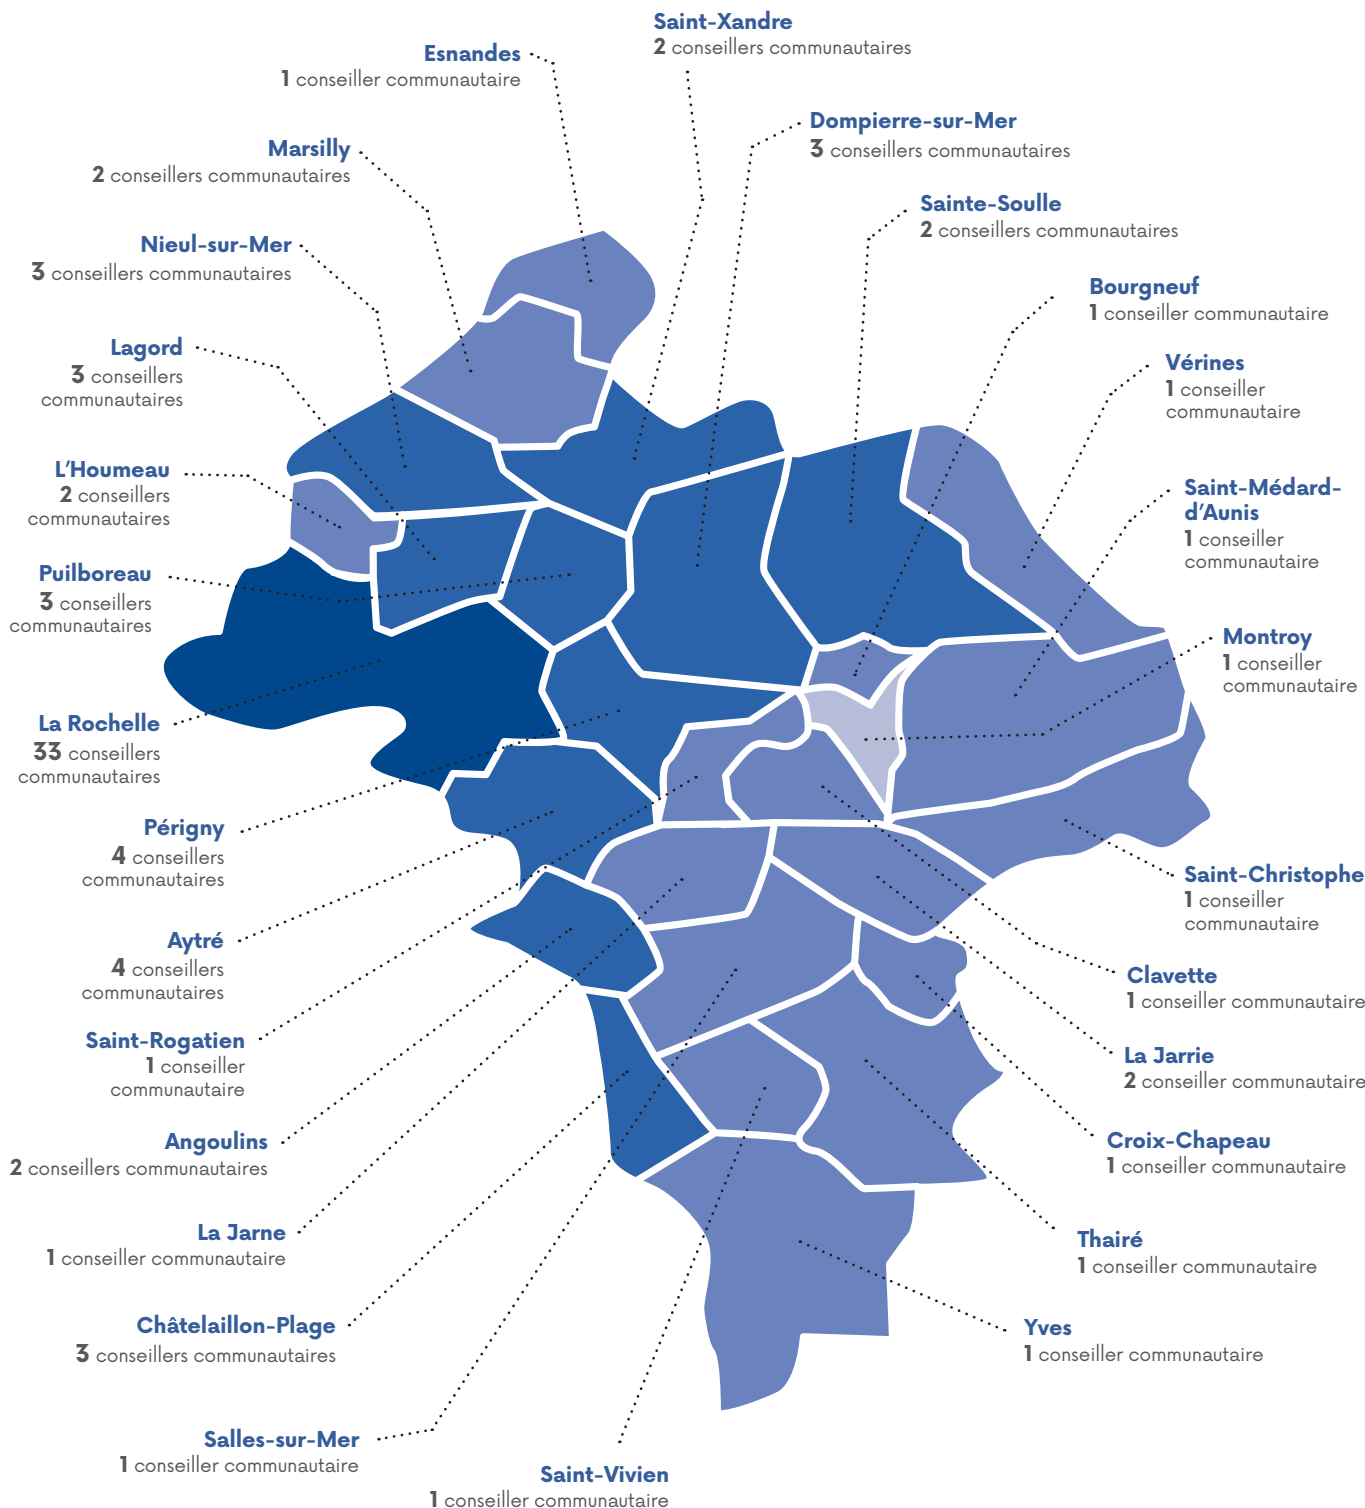 Saint-Xandre
2 conseillers communautaires
Esnandes
1 conseiller communautaire
Dompierre-sur-Mer
3 conseillers communautaires
Marsilly
2 conseillers communautaires
Sainte-Soulle
2 conseillers communautaires
Nieul-sur-Mer
3 conseillers communautaires
Bourgneuf
1 conseiller communautaire
Lagord
3 conseillers
communautaires
Vérines
1 conseiller
communautaire
L'Houmeau
2 conseillers
communautaires
Saint-Médard-
d'Aunis
1 conseiller
communautaire
Puilboreau
3 conseillers
communautaires
Montroy
1 conseiller
communautaire
La Rochelle
33 conseillers
communautaires
Périgny
4 conseillers
communautaires
Saint-Christophe
1 conseiller
communautaire
Aytré
4 conseillers
communautaires
Clavette
1 conseiller communautaire
Saint-Rogatien
1 conseiller
communautaire
La Jarrie
2 conseiller communautaire
Angoulins
2 conseillers communautaires
Croix-Chapeau
1 conseiller communautaire
La Jarne
1 conseiller communautaire
Thairé
1 conseiller communautaire
Châtelaillon-Plage
3 conseillers communautaires
Yves
1 conseiller communautaire
Salles-sur-Mer
1 conseiller communautaire
Saint-Vivien
1 conseiller communautaire